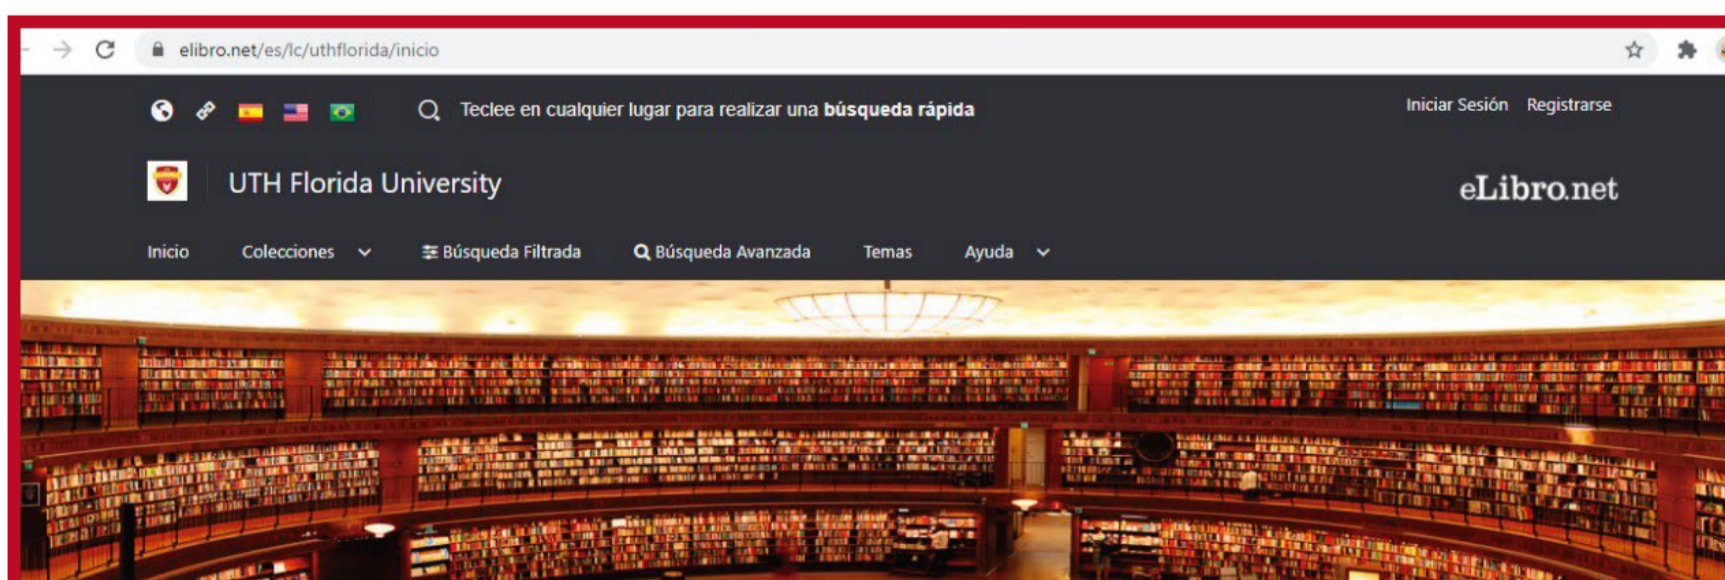 elibro.net/es/lc/uthflorida/inicio
Teclee en cualquier lugar para realizar una búsqueda rápida
Iniciar Sesión Registrarse
UTH Florida University
eLibro.net
Inicio Colecciones Búsqueda Filtrada Búsqueda Avanzada Temas Ayuda